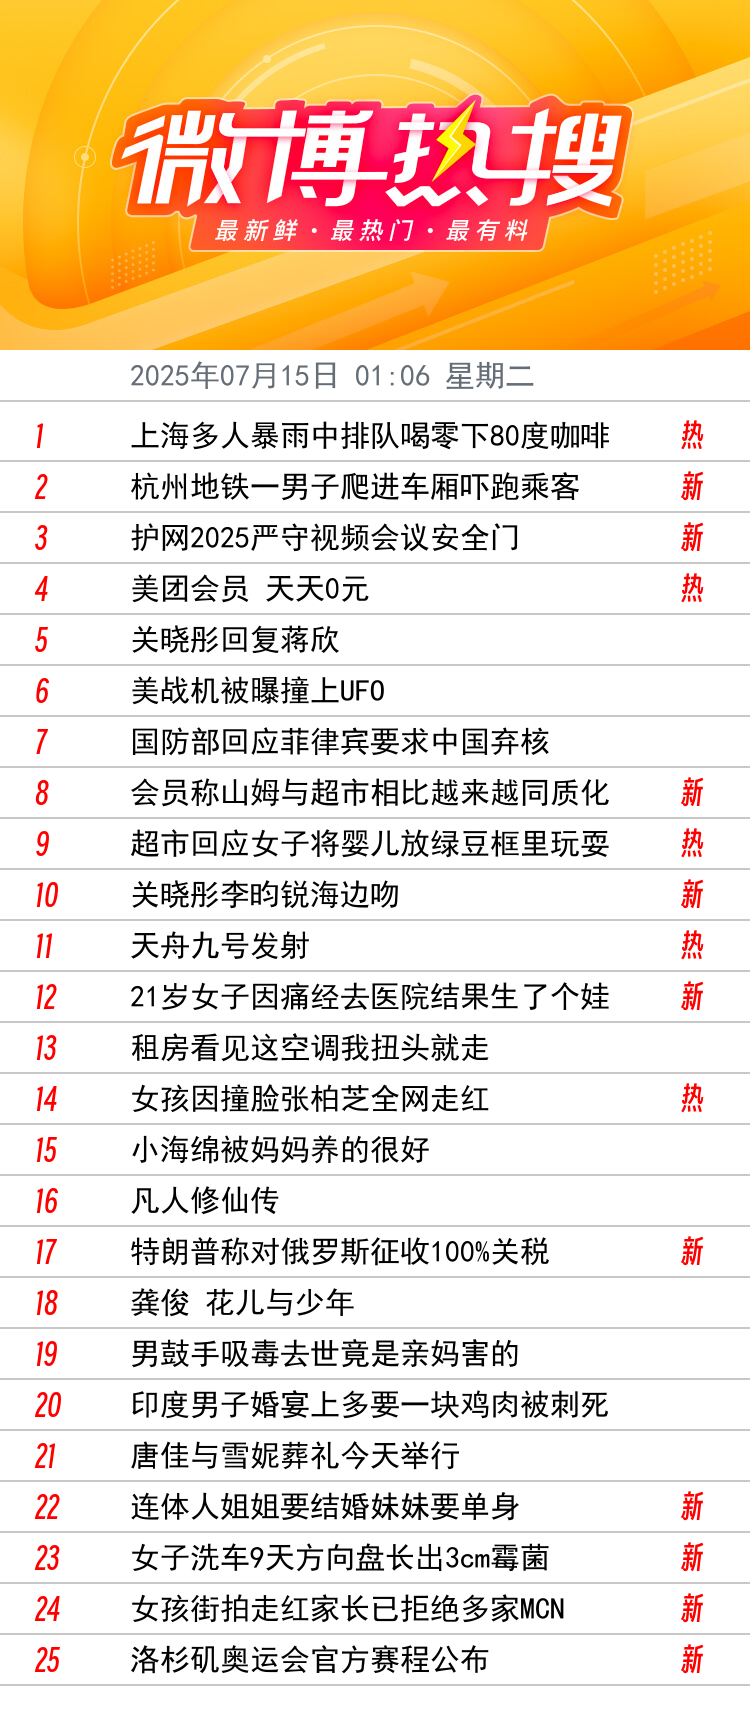 微博热搜
最新鲜·最热门·最有料
2025年07月15日 01:06 星期二
1 上海多人暴雨中排队喝零下80度咖啡 热
2 杭州地铁一男子爬进车厢吓跑乘客 新
3 护网2025严守视频会议安全门 新
4 美团会员 天天0元 热
5 关晓彤回复蒋欣
6 美战机被曝撞上UFO
7 国防部回应菲律宾要求中国弃核
8 会员称山姆与超市相比越来越同质化 新
9 超市回应女子将婴儿放绿豆框里玩耍 热
10 关晓彤李昀锐海边吻 新
11 天舟九号发射 热
12 21岁女子因痛经去医院结果生了个娃 新
13 租房看见这空调我扭头就走
14 女孩因撞脸张柏芝全网走红 热
15 小海绵被妈妈养的很好
16 凡人修仙传
17 特朗普称对俄罗斯征收100%关税 新
18 龚俊 花儿与少年
19 男鼓手吸毒去世竟是亲妈害的
20 印度男子婚宴上多要一块鸡肉被刺死
21 唐佳与雪妮葬礼今天举行
22 连体人姐姐要结婚妹妹要单身 新
23 女子洗车9天方向盘长出3cm霉菌 新
24 女孩街拍走红家长已拒绝多家MCN 新
25 洛杉矶奥运会官方赛程公布 新